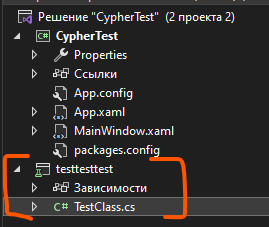 Решение "CypherTest" (2 проекта 2)
C# CypherTest
Properties
Ссылки
App.config
App.xaml
MainWindow.xaml
packages.config
testtesttest
Зависимости
C# TestClass.cs